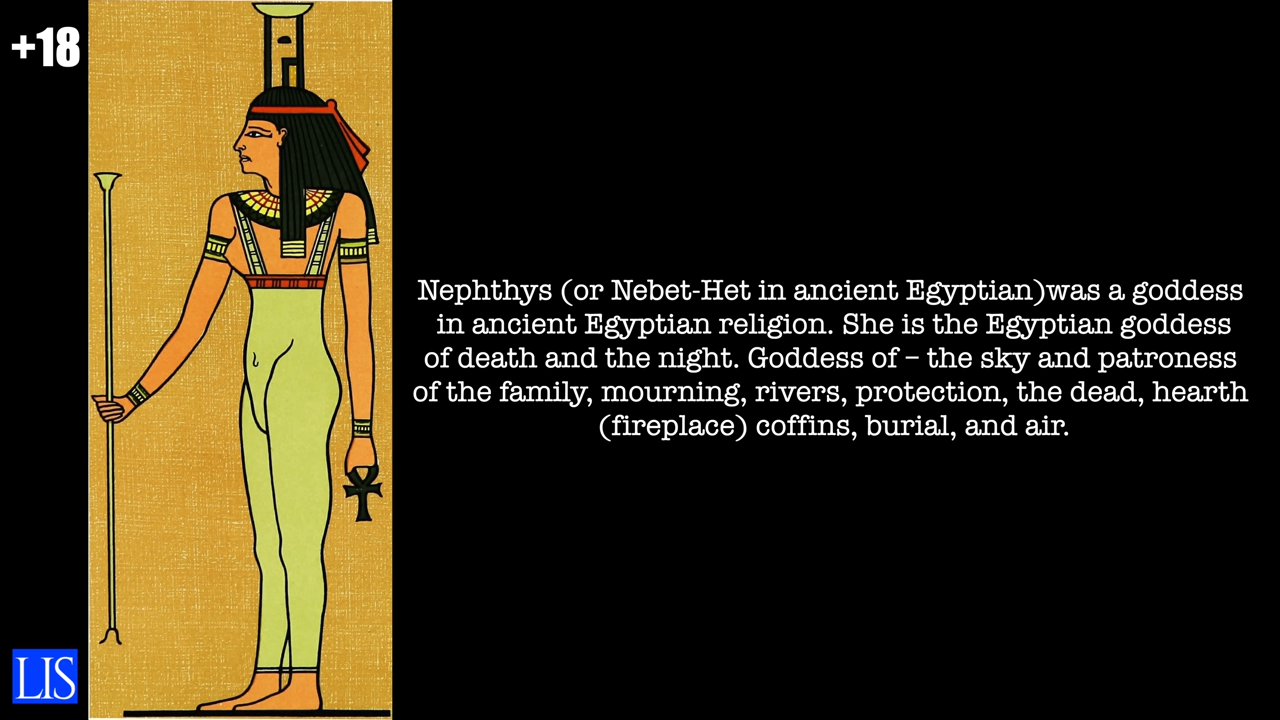 +18
Nephthys (or Nebet-Het in ancient Egyptian)was a goddess
in ancient Egyptian religion. She is the Egyptian goddess
of death and the night. Goddess of – the sky and patroness
of the family, mourning, rivers, protection, the dead, hearth
(fireplace) coffins, burial, and air.
LIS